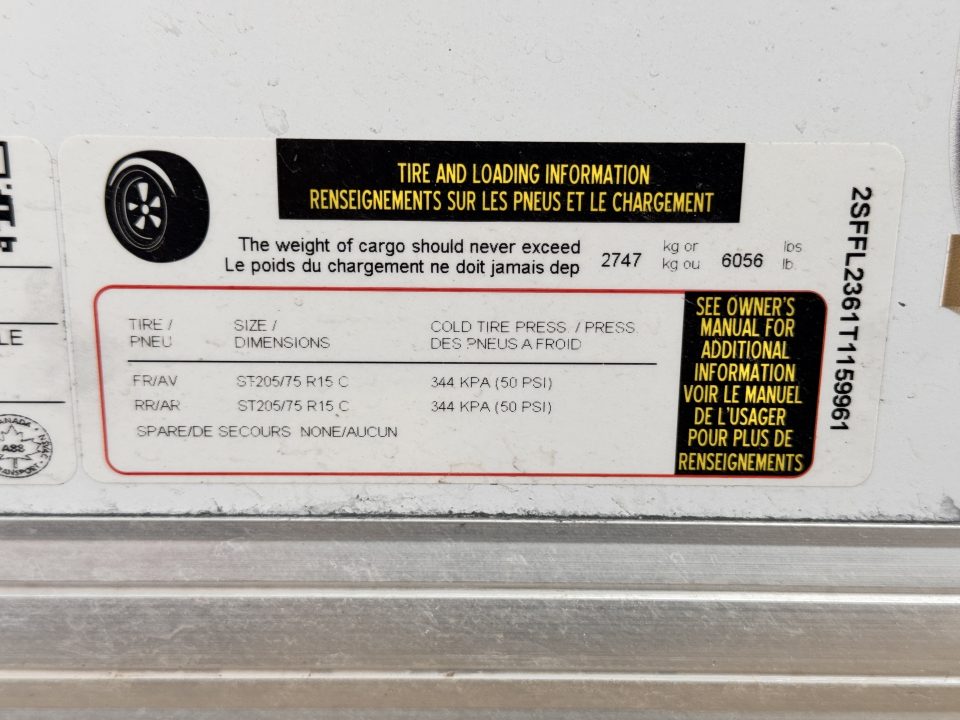 TIRE AND LOADING INFORMATION
RENSEIGNEMENTS SUR LES PNEUS ET LE CHARGEMENT
The weight of cargo should never exceed 2747 kg or 6056 lbs
Le poids du chargement ne doit jamais dep kg ou lb.
TIRE / SIZE / COLD TIRE PRESS. / PRESS.
PNEU DIMENSIONS DES PNEUS A FROID
FR/AV ST205/75 R15 C 344 KPA (50 PSI)
RR/AR ST205/75 R15 C 344 KPA (50 PSI)
SPARE/DE SECOURS NONE/AUCUN
SEE OWNER'S
MANUAL FOR
ADDITIONAL
INFORMATION
VOIR LE MANUEL
DE L'USAGER
POUR PLUS DE
RENSEIGNEMENTS
2SFFL2361T1159961
LE